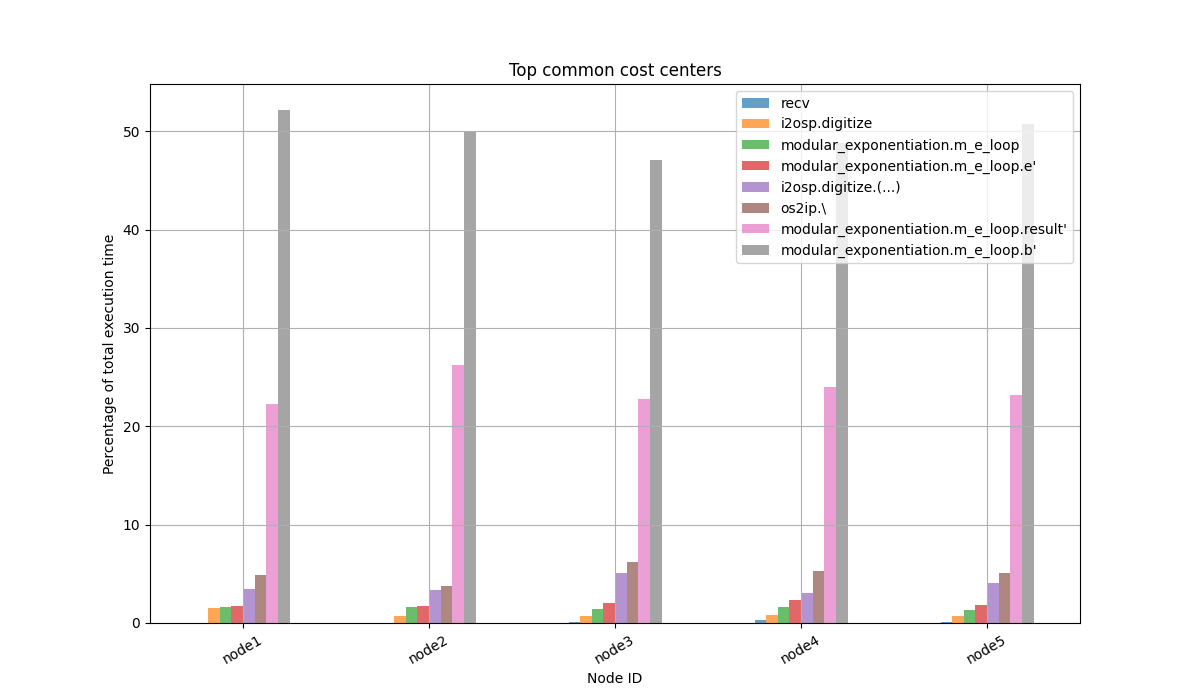 Top common cost centers
Percentage of total execution time
50
40
30
20
10
0
recv
i2osp.digitize
modular_exponentiation.m_e_loop
modular_exponentiation.m_e_loop.e'
i2osp.digitize.(...)
os2ip.\
modular_exponentiation.m_e_loop.result'
modular_exponentiation.m_e_loop.b'
node1
node2
node3
node4
node5
Node ID